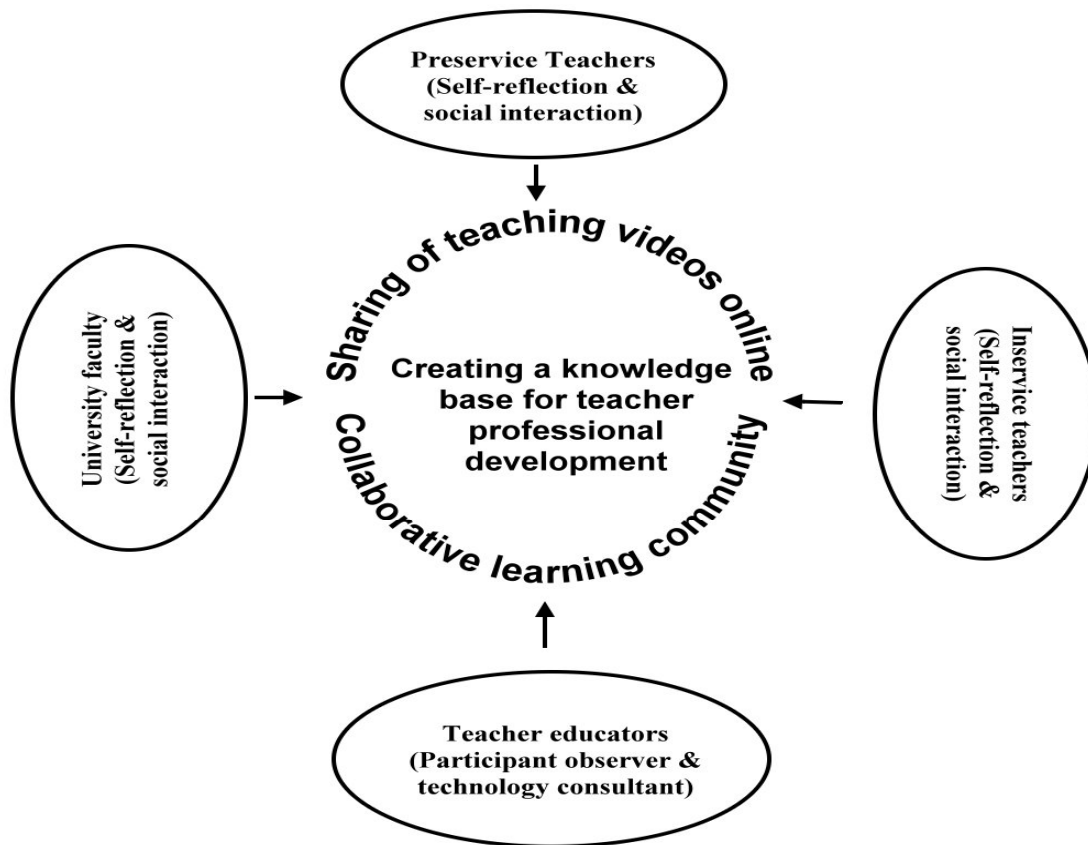 Preservice Teachers
(Self-reflection &
social interaction)
Sharing of teaching videos online
University faculty
(Self-reflection &
social interaction)
Creating a knowledge
base for teacher
professional
development
Inservice teachers
(Self-reflection &
social interaction)
Collaborative learning community
Teacher educators
(Participant observer &
technology consultant)